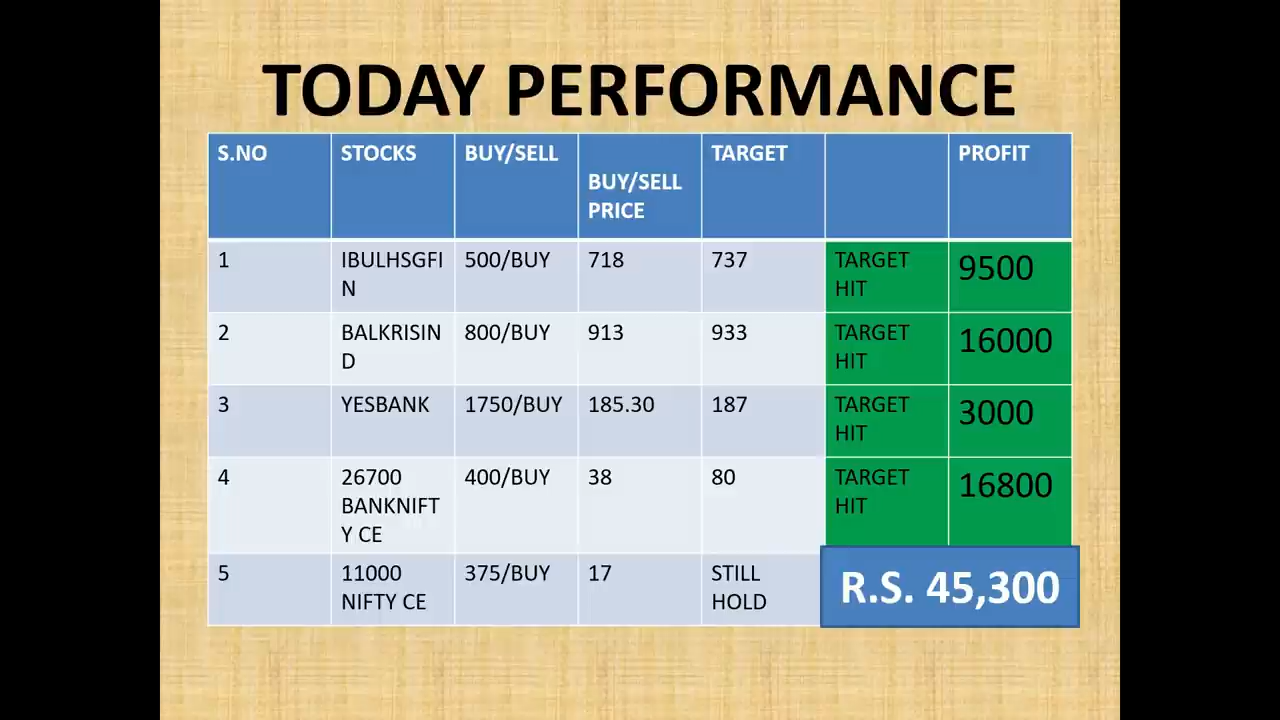 TODAY PERFORMANCE
S.NO STOCKS BUY/SELL BUY/SELL PRICE TARGET PROFIT
1 IBULHSGFIN 500/BUY 718 737 TARGET HIT 9500
2 BALKRISIND 800/BUY 913 933 TARGET HIT 16000
3 YESBANK 1750/BUY 185.30 187 TARGET HIT 3000
4 26700 BANKNIFTY CE 400/BUY 38 80 TARGET HIT 16800
5 11000 NIFTY CE 375/BUY 17 STILL HOLD R.S. 45,300